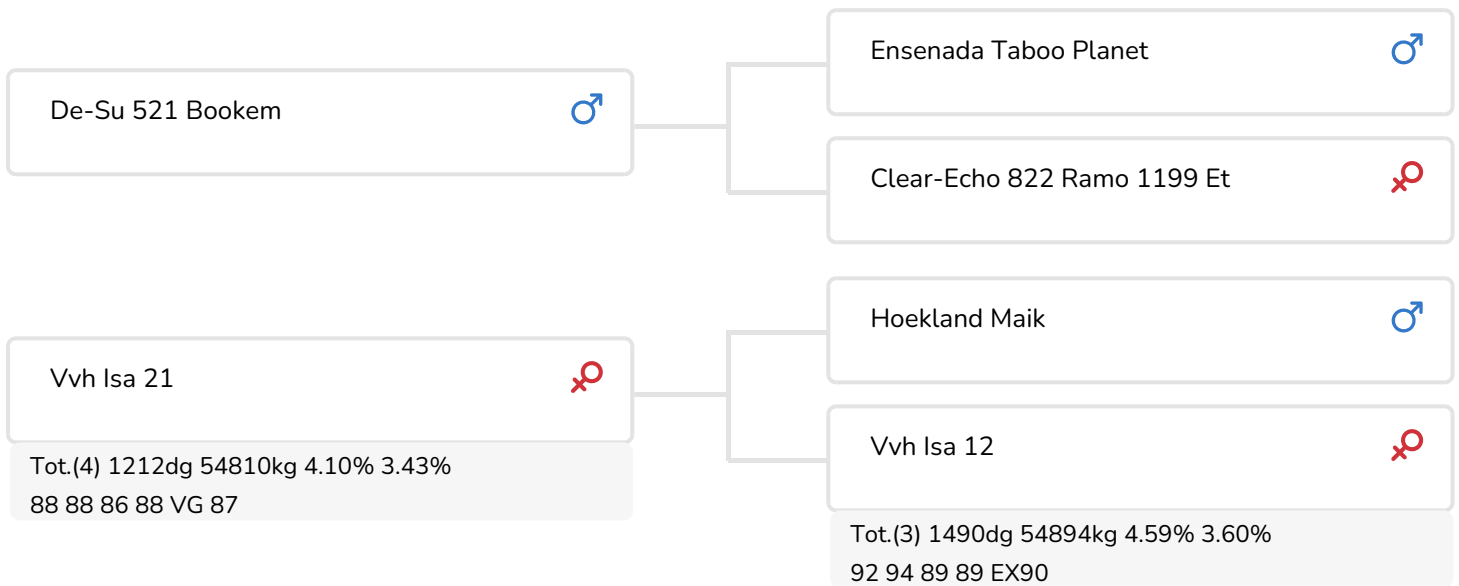 Ensenada Taboo Planet
De-Su 521 Bookem
Clear-Echo 822 Ramo 1199 Et
Hoekland Maik
Vvh Isa 21
Tot.(4) 1212dg 54810kg 4.10% 3.43%
88 88 86 88 VG 87
Vvh Isa 12
Tot.(3) 1490dg 54894kg 4.59% 3.60%
92 94 89 89 EX90